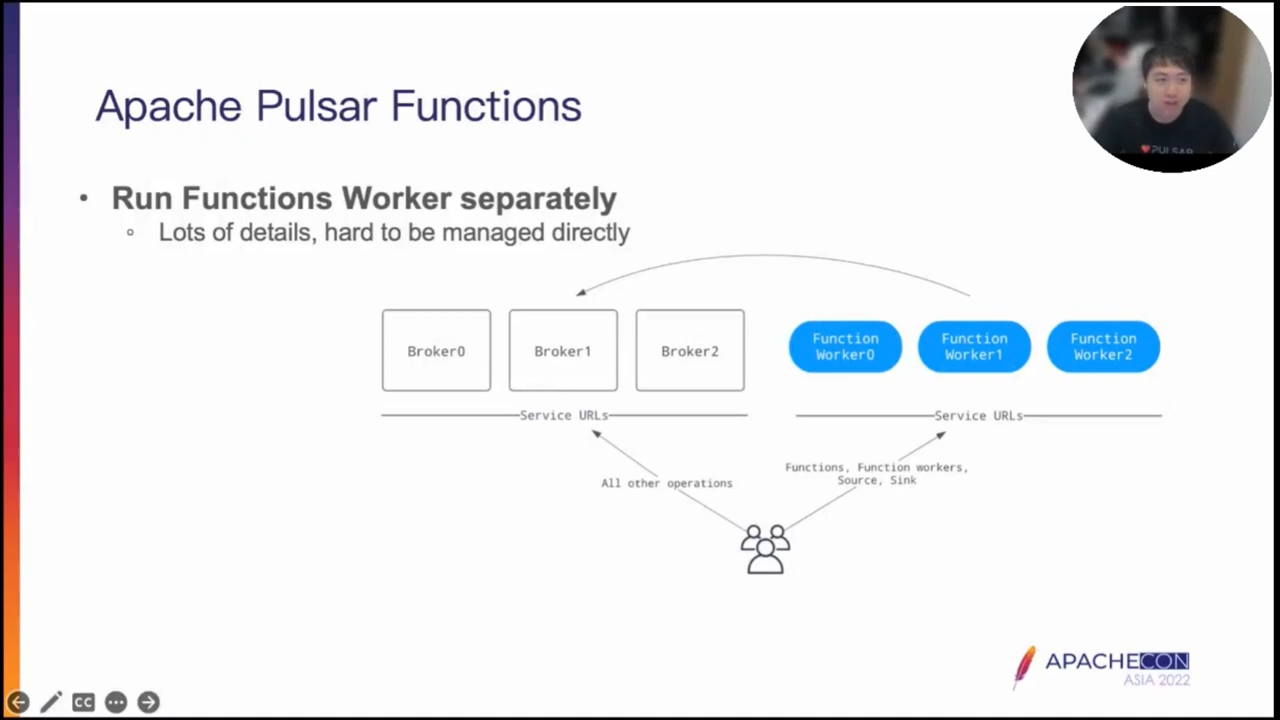 Apache Pulsar Functions
❤PULSAR
• Run Functions Worker separately
◦ Lots of details, hard to be managed directly
Broker0
Broker1
Broker2
Function
Worker0
Function
Worker1
Function
Worker2
Service URLs
Service URLs
All other operations
Functions, Function workers,
Source, Sink
APACHECON
ASIA 2022
CC